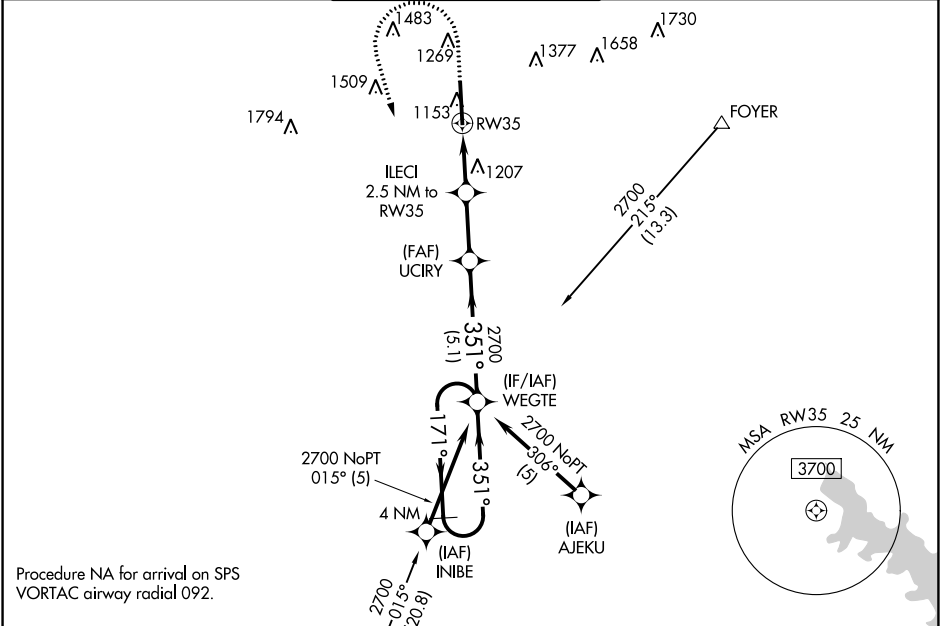 1483
1730
1269
1377
1658
1509
1153
1794
RW35
FOYER
1207
ILECI
2.5 NM to
RW35
2700
215°
(13.3)
(FAF)
UCIRY
2700
351°
(5.1)
(IF/IAF)
WEGTE
171°
351°
2700 NoPT
306°
(5)
2700 NoPT
015° (5)
4 NM
(IAF)
INIBE
(IAF)
AJEKU
MSA RW35 25 NM
3700
Procedure NA for arrival on SPS
VORTAC airway radial 092.
2700
015°
20.8)